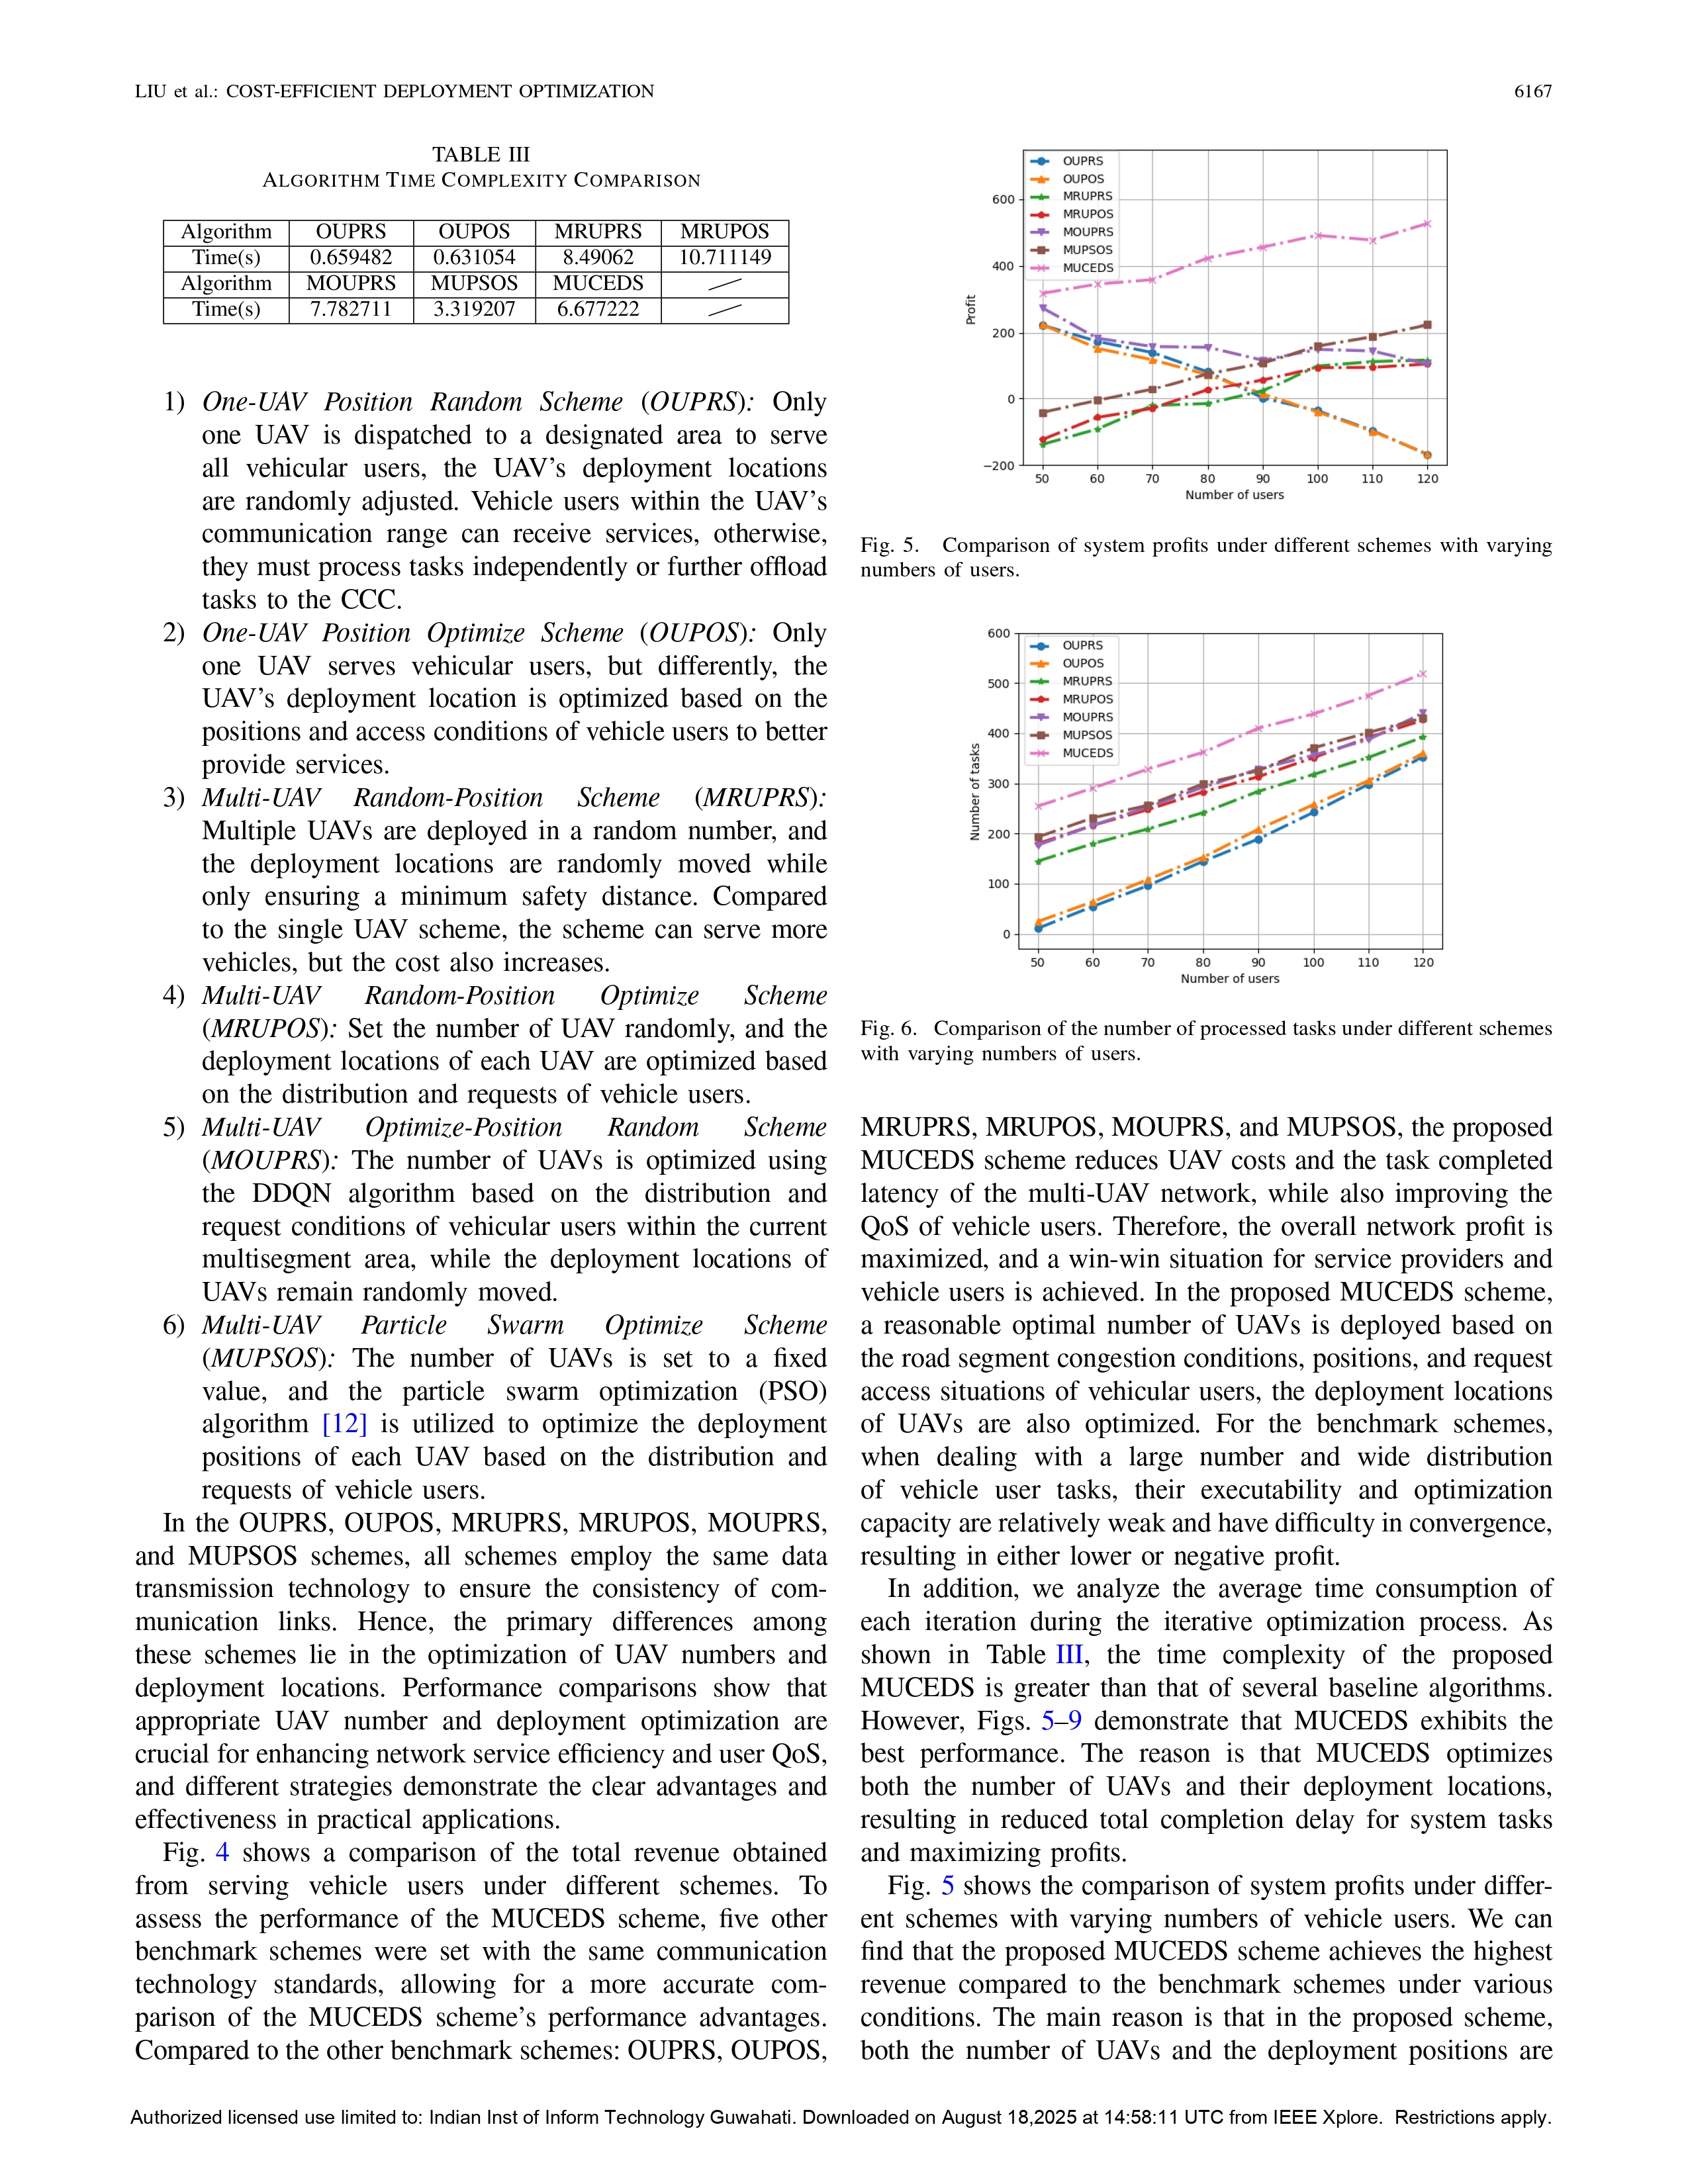 LIU et al.: COST-EFFICIENT DEPLOYMENT OPTIMIZATION
6167
TABLE III
ALGORITHM TIME COMPLEXITY COMPARISON
Algorithm OUPRS OUPOS MRUPRS MRUPOS
Time(s) 0.659482 0.631054 8.49062 10.711149
Algorithm MOUPRS MUPSOS MUCEDS
Time(s) 7.782711 3.319207 6.677222
1) One-UAV Position Random Scheme (OUPRS): Only
one UAV is dispatched to a designated area to serve
all vehicular users, the UAV's deployment locations
are randomly adjusted. Vehicle users within the UAV's
communication range can receive services, otherwise,
they must process tasks independently or further offload
tasks to the CCC.
2) One-UAV Position Optimize Scheme (OUPOS): Only
one UAV serves vehicular users, but differently, the
UAV's deployment location is optimized based on the
positions and access conditions of vehicle users to better
provide services.
3) Multi-UAV Random-Position Scheme (MRUPRS):
Multiple UAVs are deployed in a random number, and
the deployment locations are randomly moved while
only ensuring a minimum safety distance. Compared
to the single UAV scheme, the scheme can serve more
vehicles, but the cost also increases.
4) Multi-UAV Random-Position Optimize Scheme
(MRUPOS): Set the number of UAV randomly, and the
deployment locations of each UAV are optimized based
on the distribution and requests of vehicle users.
5) Multi-UAV Optimize-Position Random Scheme
(MOUPRS): The number of UAVs is optimized using
the DDQN algorithm based on the distribution and
request conditions of vehicular users within the current
multisegment area, while the deployment locations of
UAVs remain randomly moved.
6) Multi-UAV Particle Swarm Optimize Scheme
(MUPSOS): The number of UAVs is set to a fixed
value, and the particle swarm optimization (PSO)
algorithm [12] is utilized to optimize the deployment
positions of each UAV based on the distribution and
requests of vehicle users.
In the OUPRS, OUPOS, MRUPRS, MRUPOS, MOUPRS,
and MUPSOS schemes, all schemes employ the same data
transmission technology to ensure the consistency of com-
munication links. Hence, the primary differences among
these schemes lie in the optimization of UAV numbers and
deployment locations. Performance comparisons show that
appropriate UAV number and deployment optimization are
crucial for enhancing network service efficiency and user QoS,
and different strategies demonstrate the clear advantages and
effectiveness in practical applications.
Fig. 4 shows a comparison of the total revenue obtained
from serving vehicle users under different schemes. To
assess the performance of the MUCEDS scheme, five other
benchmark schemes were set with the same communication
technology standards, allowing for a more accurate com-
parison of the MUCEDS scheme's performance advantages.
Compared to the other benchmark schemes: OUPRS, OUPOS,
OUPRS
OUPOS
MRUPRS
MRUPOS
MOUPRS
MUPSOS
MUCEDS
600
400
200
0
−200
Profit
50 60 70 80 90 100 110 120
Number of users
Fig. 5. Comparison of system profits under different schemes with varying
numbers of users.
OUPRS
OUPOS
MRUPRS
MRUPOS
MOUPRS
MUPSOS
MUCEDS
600
500
400
300
200
100
0
Number of tasks
50 60 70 80 90 100 110 120
Number of users
Fig. 6. Comparison of the number of processed tasks under different schemes
with varying numbers of users.
MRUPRS, MRUPOS, MOUPRS, and MUPSOS, the proposed
MUCEDS scheme reduces UAV costs and the task completed
latency of the multi-UAV network, while also improving the
QoS of vehicle users. Therefore, the overall network profit is
maximized, and a win-win situation for service providers and
vehicle users is achieved. In the proposed MUCEDS scheme,
a reasonable optimal number of UAVs is deployed based on
the road segment congestion conditions, positions, and request
access situations of vehicular users, the deployment locations
of UAVs are also optimized. For the benchmark schemes,
when dealing with a large number and wide distribution
of vehicle user tasks, their executability and optimization
capacity are relatively weak and have difficulty in convergence,
resulting in either lower or negative profit.
In addition, we analyze the average time consumption of
each iteration during the iterative optimization process. As
shown in Table III, the time complexity of the proposed
MUCEDS is greater than that of several baseline algorithms.
However, Figs. 5–9 demonstrate that MUCEDS exhibits the
best performance. The reason is that MUCEDS optimizes
both the number of UAVs and their deployment locations,
resulting in reduced total completion delay for system tasks
and maximizing profits.
Fig. 5 shows the comparison of system profits under differ-
ent schemes with varying numbers of vehicle users. We can
find that the proposed MUCEDS scheme achieves the highest
revenue compared to the benchmark schemes under various
conditions. The main reason is that in the proposed scheme,
both the number of UAVs and the deployment positions are
Authorized licensed use limited to: Indian Inst of Inform Technology Guwahati. Downloaded on August 18,2025 at 14:58:11 UTC from IEEE Xplore. Restrictions apply.